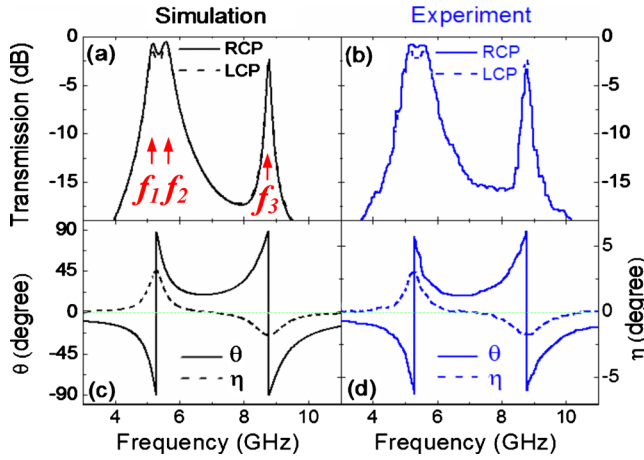 Simulation
Experiment
(a)
RCP
LCP
f1
f2
f3
Transmission (dB)
0
-5
-10
-15
(b)
RCP
LCP
0
-5
-10
-15
(c)
θ
η
θ (degree)
90
45
0
-45
-90
(d)
θ
η
5
0
-5
η (degree)
4 6 8 10
4 6 8 10
Frequency (GHz)
Frequency (GHz)